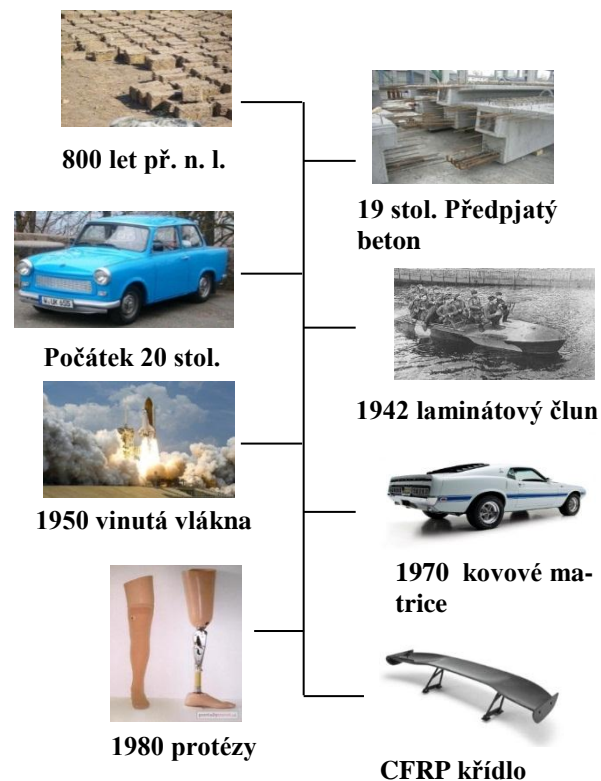 800 let př. n. l.
19 stol. Předpjatý
beton
Počátek 20 stol.
1942 laminátový člun
1950 vinutá vlákna
1970 kovové ma-
trice
1980 protézy
CFRP křídlo